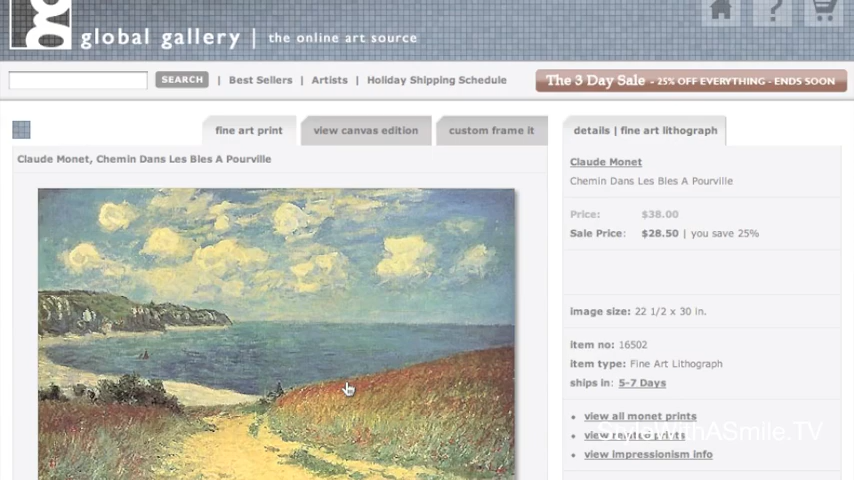 gg
global gallery | the online art source
SEARCH | Best Sellers | Artists | Holiday Shipping Schedule
The 3 Day Sale - 25% OFF EVERYTHING - ENDS SOON
fine art print
view canvas edition
custom frame it
details | fine art lithograph
Claude Monet, Chemin Dans Les Bles A Pourville
Claude Monet
Chemin Dans Les Bles A Pourville
Price: $38.00
Sale Price: $28.50 | you save 25%
image size: 22 1/2 x 30 in.
item no: 16502
item type: Fine Art Lithograph
ships in: 5-7 Days
• view all monet prints
• view prints
StyleWithASmile.TV
• view impressionism info